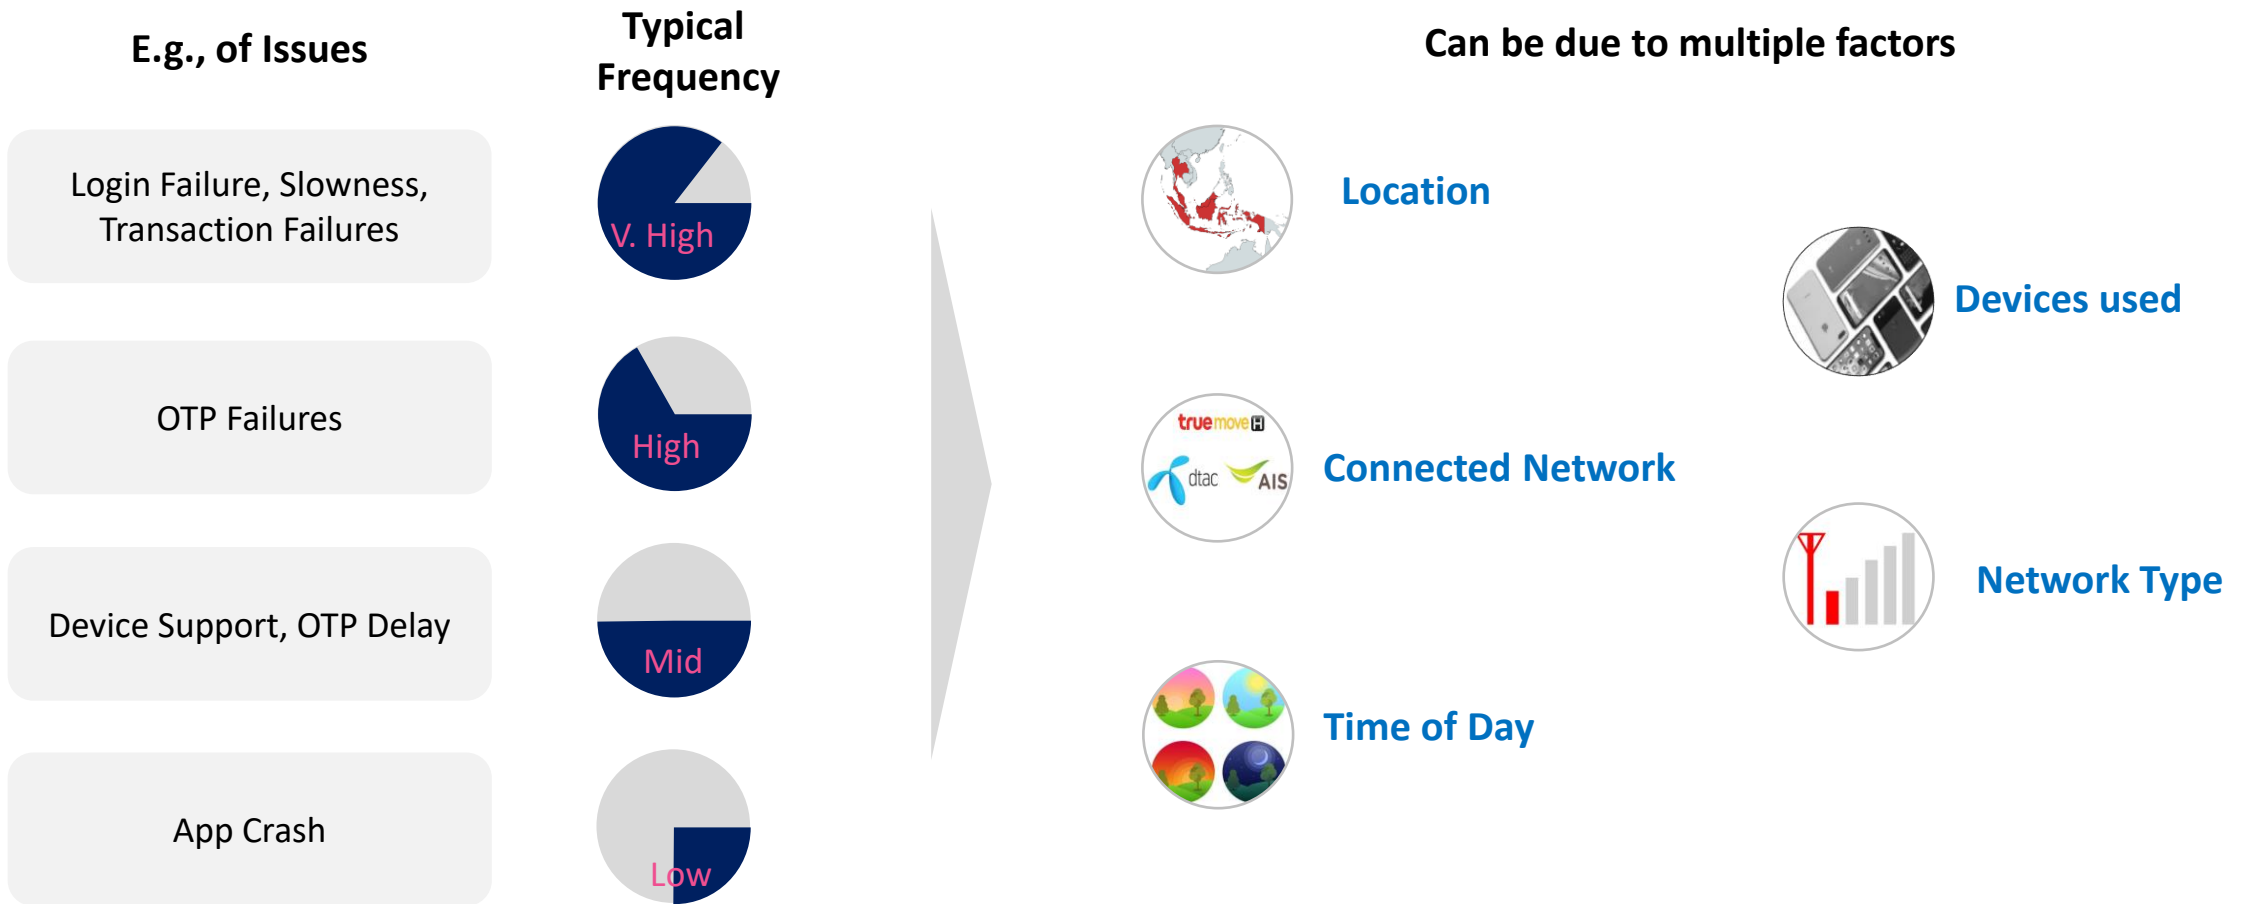 E.g., of Issues
Typical
Frequency
Can be due to multiple factors
Login Failure, Slowness,
Transaction Failures
V. High
OTP Failures
High
Device Support, OTP Delay
Mid
App Crash
Low
Location
Devices used
truemove H
dtac
AIS
Connected Network
Network Type
Time of Day